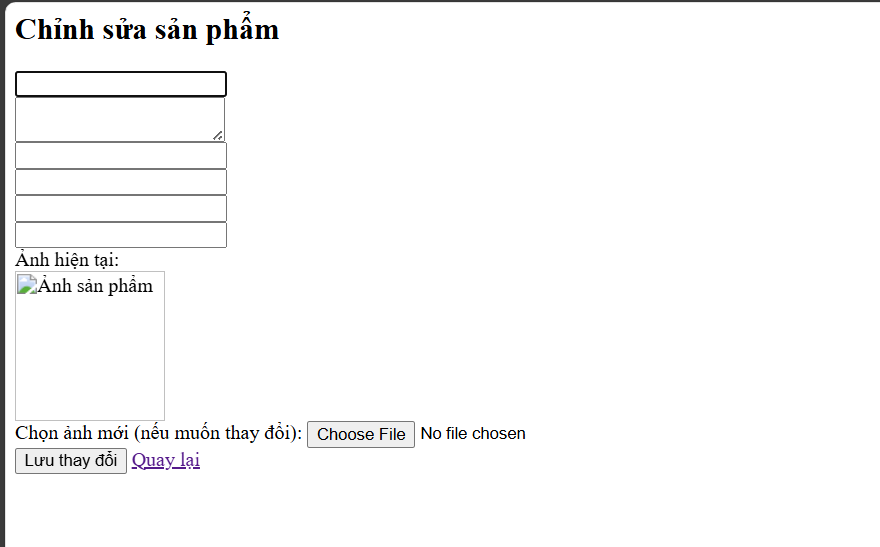 Chỉnh sửa sản phẩm
Ảnh hiện tại:
Ảnh sản phẩm
Chọn ảnh mới (nếu muốn thay đổi): Choose File No file chosen
Lưu thay đổi Quay lại